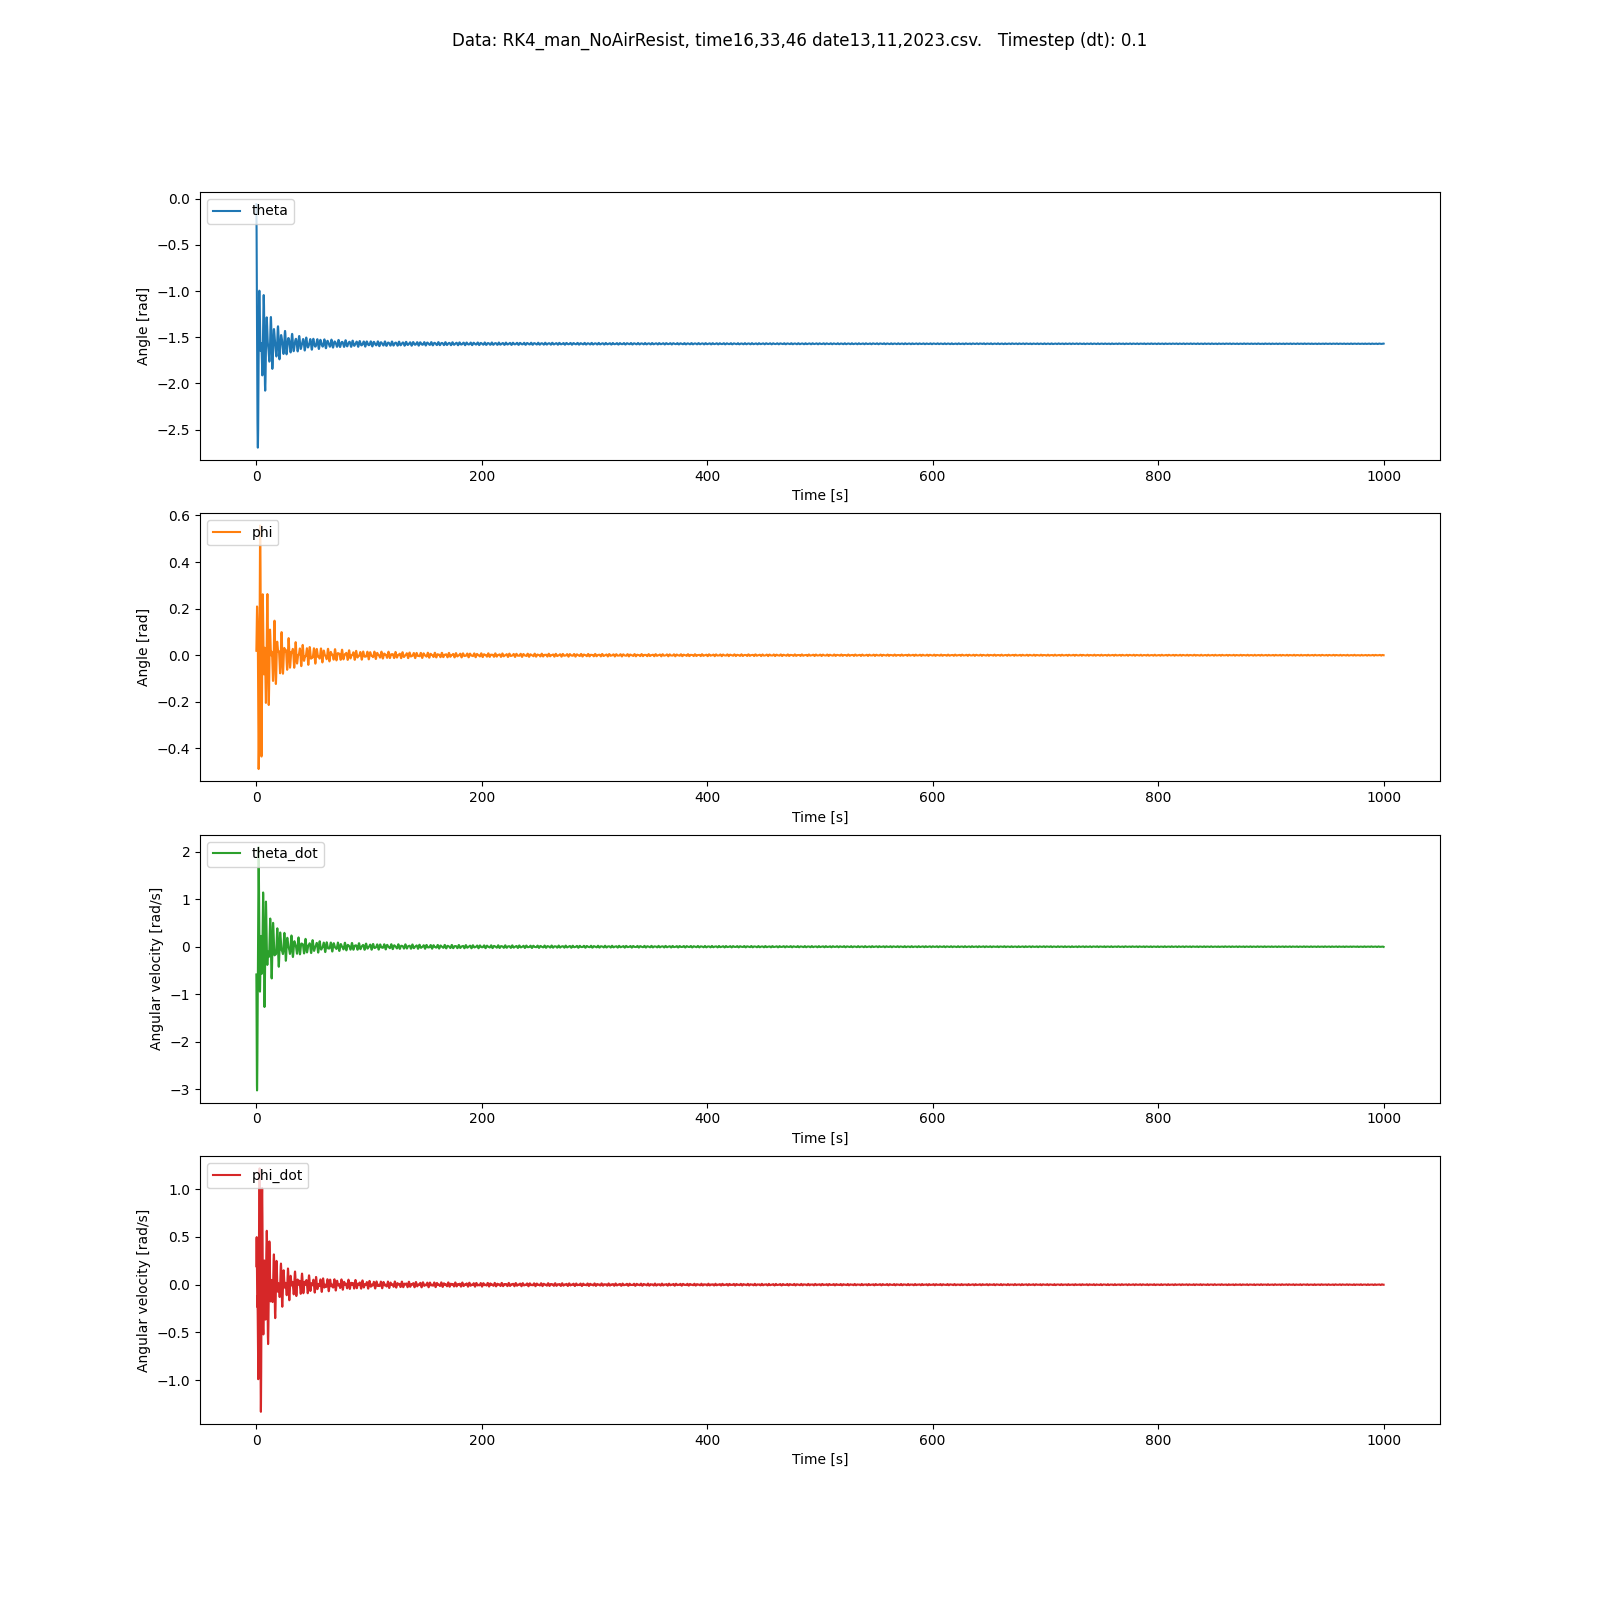 Data: RK4_man_NoAirResist, time16,33,46 date13,11,2023.csv.   Timestep (dt): 0.1
theta
Angle [rad]
0.0
−0.5
−1.0
−1.5
−2.0
−2.5
0 200 400 600 800 1000
Time [s]
phi
Angle [rad]
0.6
0.4
0.2
0.0
−0.2
−0.4
0 200 400 600 800 1000
Time [s]
theta_dot
Angular velocity [rad/s]
2
1
0
−1
−2
−3
0 200 400 600 800 1000
Time [s]
phi_dot
Angular velocity [rad/s]
1.0
0.5
0.0
−0.5
−1.0
0 200 400 600 800 1000
Time [s]